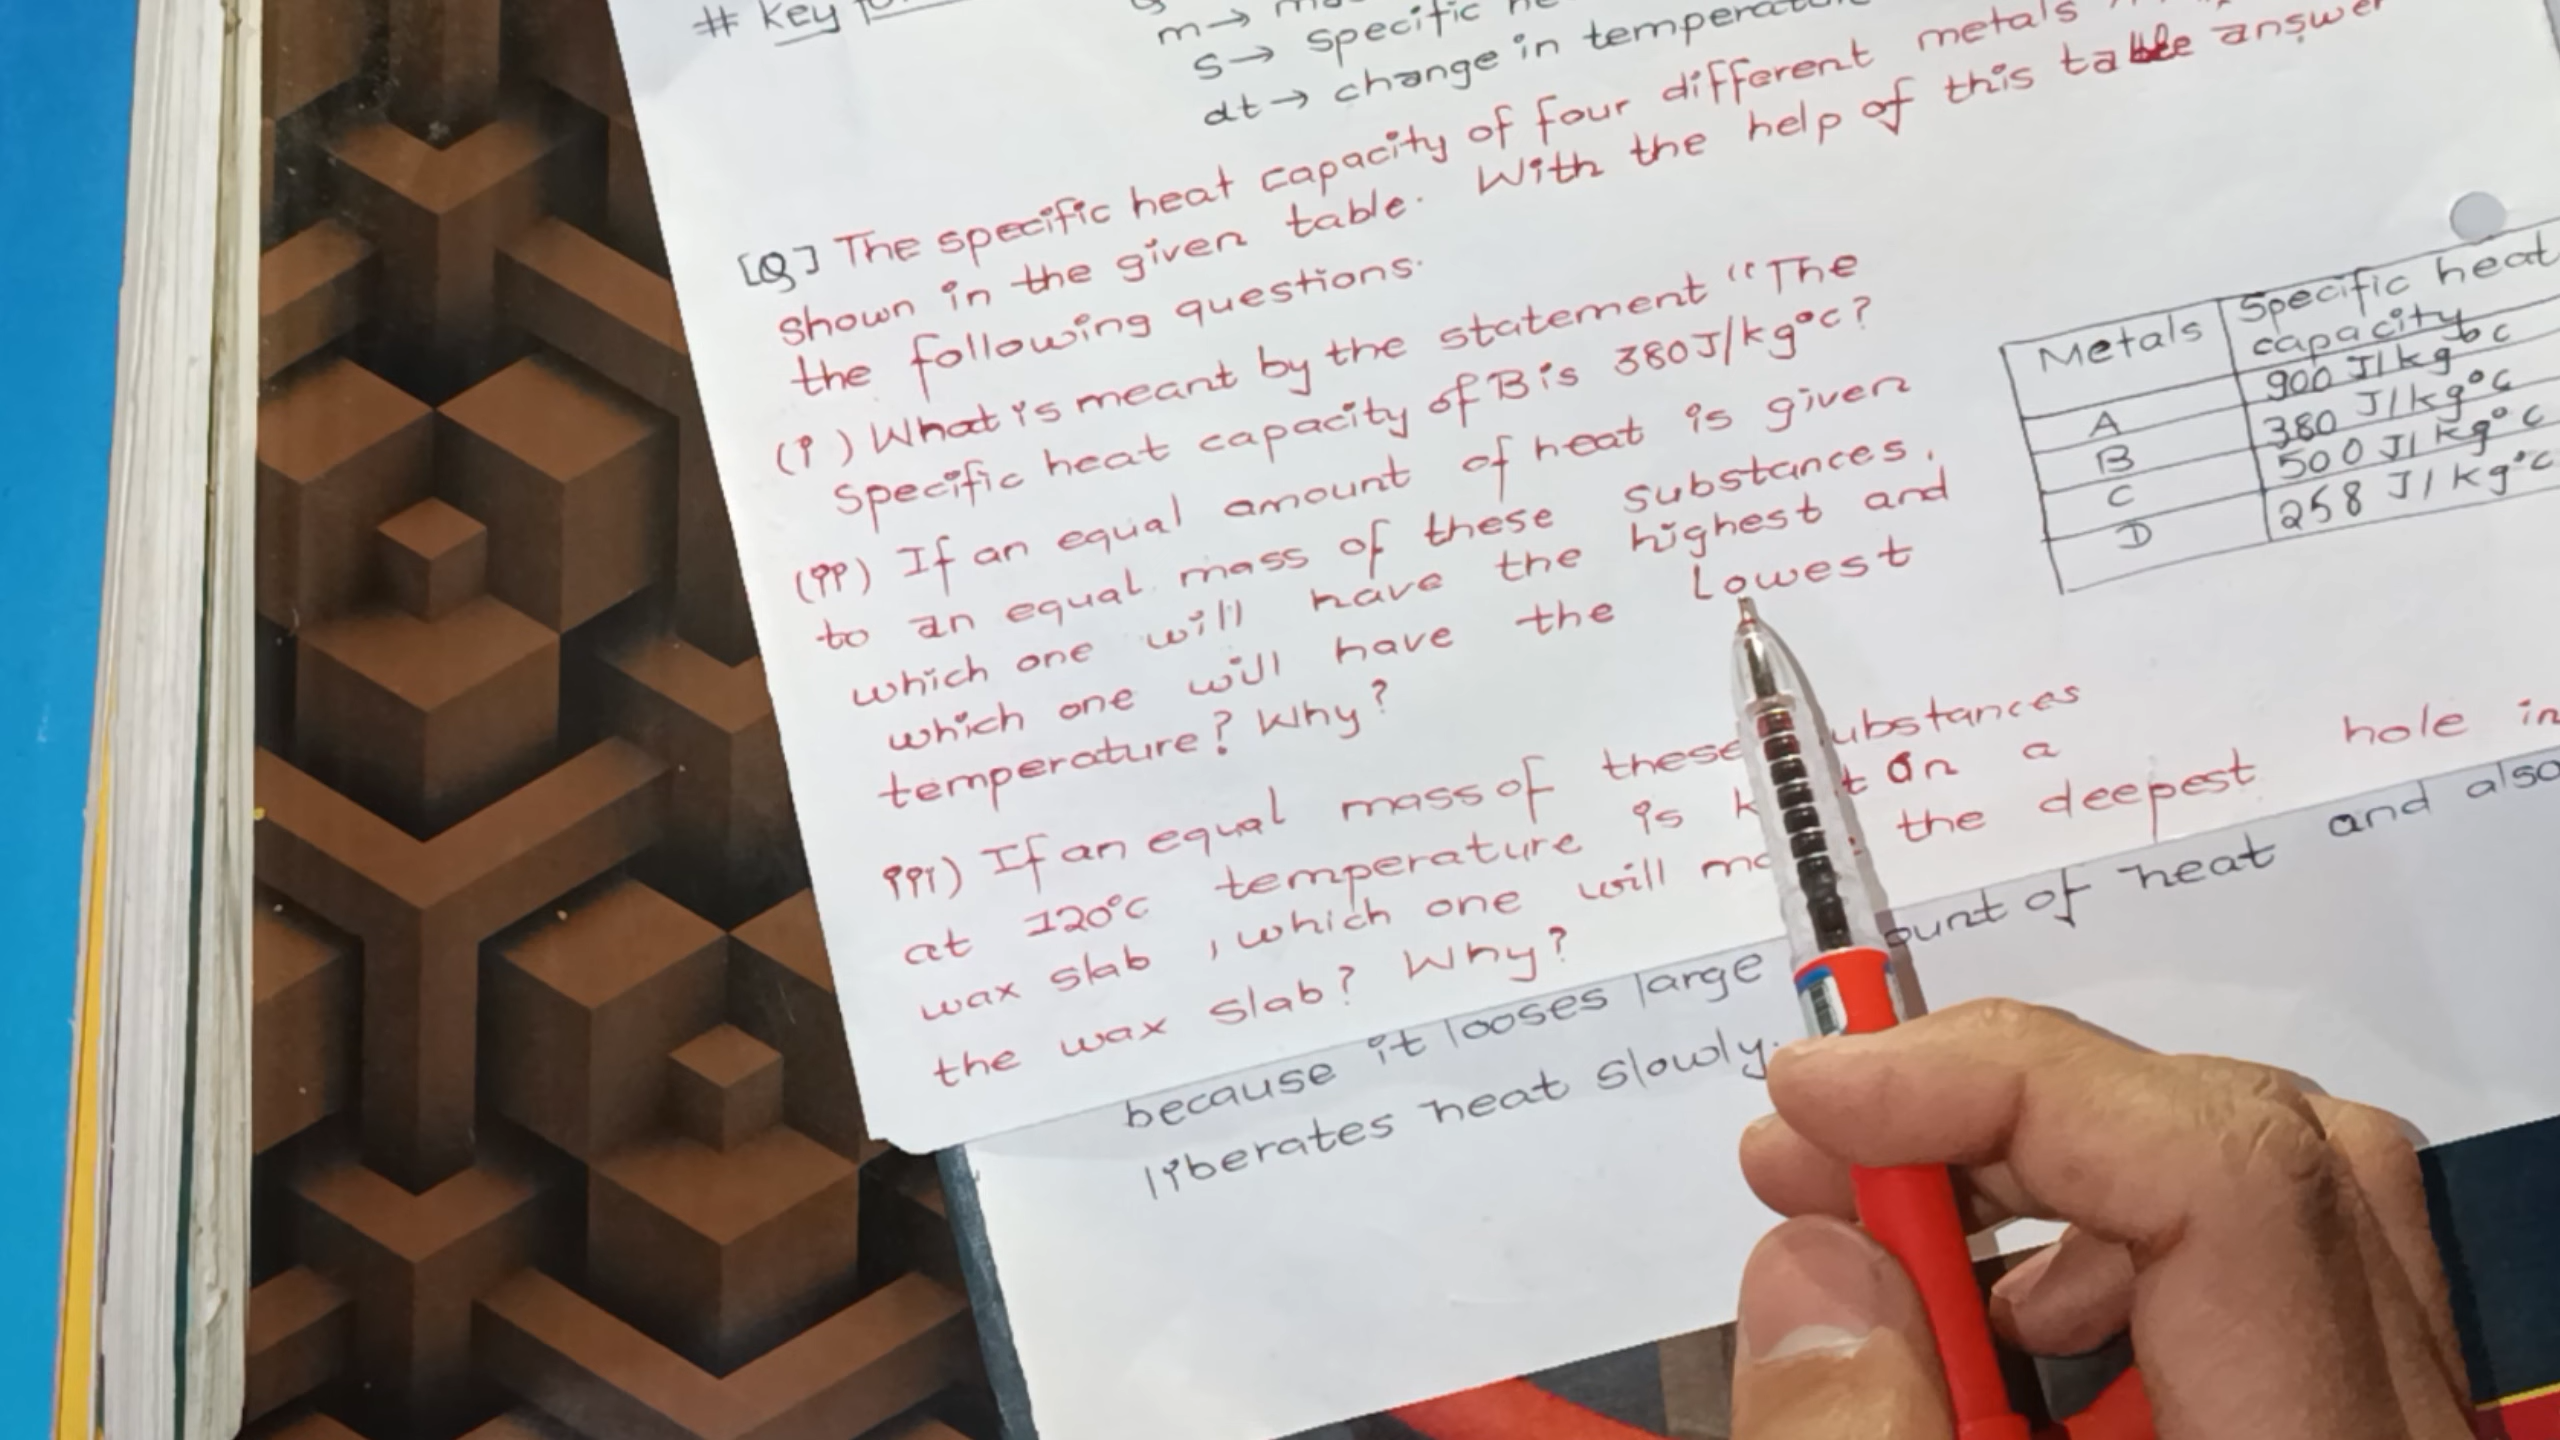 # Key
m→
S→ specific
dt→ change in temperature
[Q] The specific heat capacity of four different metals
shown in the given table. With the help of this table answer
the following questions.
(i) What is meant by the statement "The
specific heat capacity of B is 380J/kg°c?
(ii) If an equal amount of heat is given
to an equal mass of these substances,
which one will have the highest and
which one will have the lowest
temperature? Why?
iii) If an equal mass of these substances
at 120°c temperature is on a
wax slab, which one will the deepest hole in
the wax slab? Why?
because it looses large of heat and also
liberates heat slowly.
Metals
Specific heat
capacity
A
900 J/kg°c
B
380 J/kg°c
C
500 J/kg°c
D
258 J/kg°c